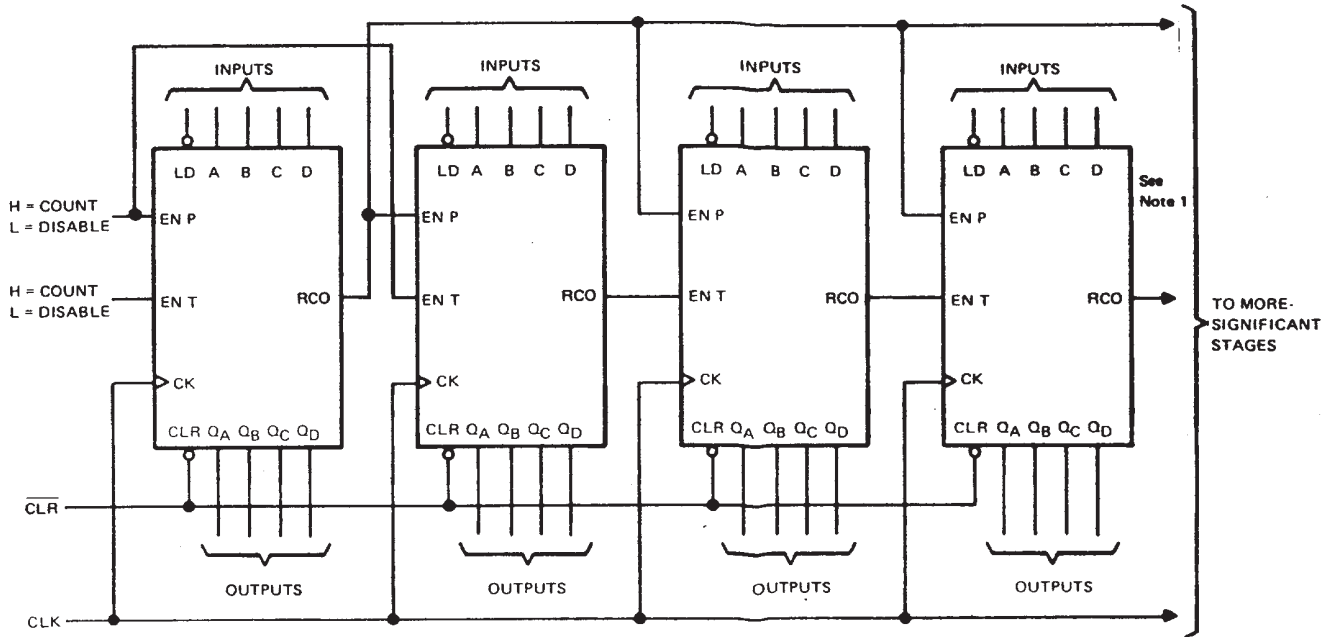 INPUTS INPUTS INPUTS INPUTS
LD A B C D LD A B C D LD A B C D LD A B C D
See
Note 1
H = COUNT
L = DISABLE
EN P EN P EN P EN P
H = COUNT
L = DISABLE
EN T RCO EN T RCO EN T RCO EN T RCO
TO MORE-
SIGNIFICANT
STAGES
CK CK CK CK
CLR QA QB QC QD CLR QA QB QC QD CLR QA QB QC QD CLR QA QB QC QD
CLR
OUTPUTS OUTPUTS OUTPUTS OUTPUTS
CLK